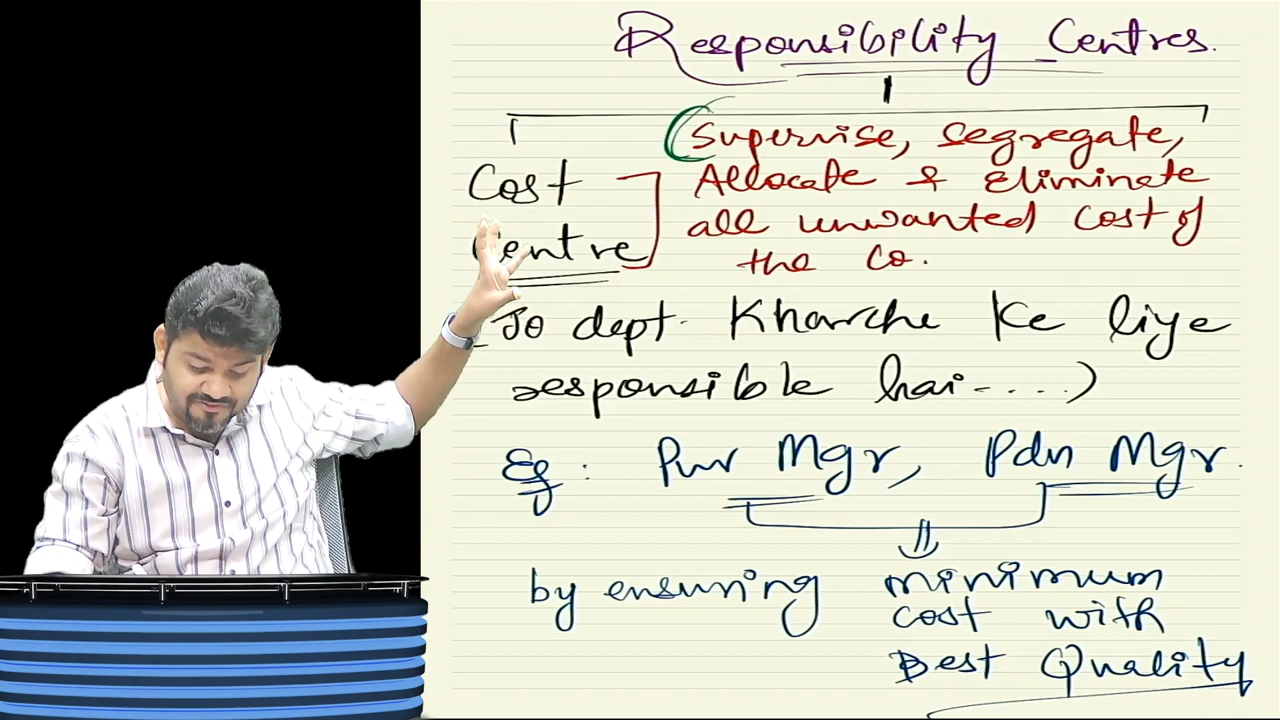 Responsibility Centres.
(Supervise, segregate,
Cost Allocate & Eliminate
Centre all unwanted cost of
the Co.
Jo dept. Kharche Ke liye
responsible hai-....)
Eg: Pur Mgr, Pdn Mgr.
by ensuring minimum
cost with
Best Quality